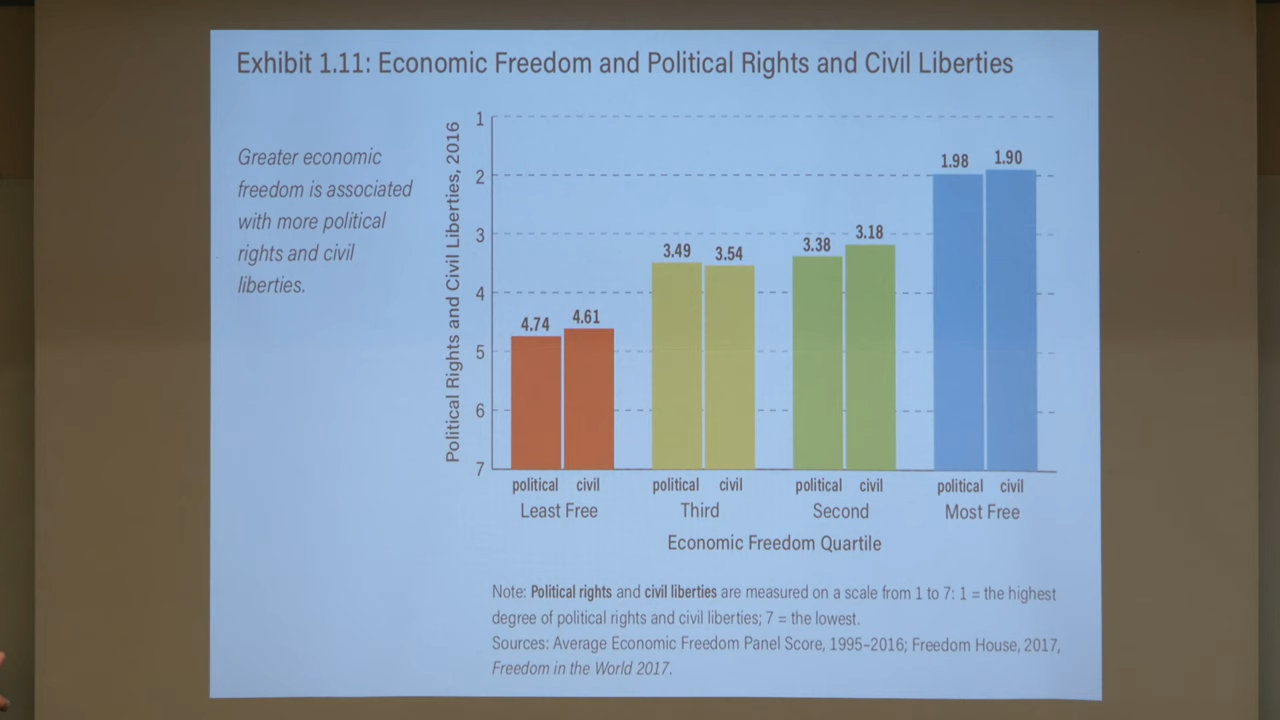 Exhibit 1.11: Economic Freedom and Political Rights and Civil Liberties
Greater economic
freedom is associated
with more political
rights and civil
liberties.
Political Rights and Civil Liberties, 2016
1
2
3
4
5
6
7
4.74
4.61
3.49
3.54
3.38
3.18
1.98
1.90
political civil political civil political civil political civil
Least Free Third Second Most Free
Economic Freedom Quartile
Note: Political rights and civil liberties are measured on a scale from 1 to 7: 1 = the highest
degree of political rights and civil liberties; 7 = the lowest.
Sources: Average Economic Freedom Panel Score, 1995–2016; Freedom House, 2017,
Freedom in the World 2017.